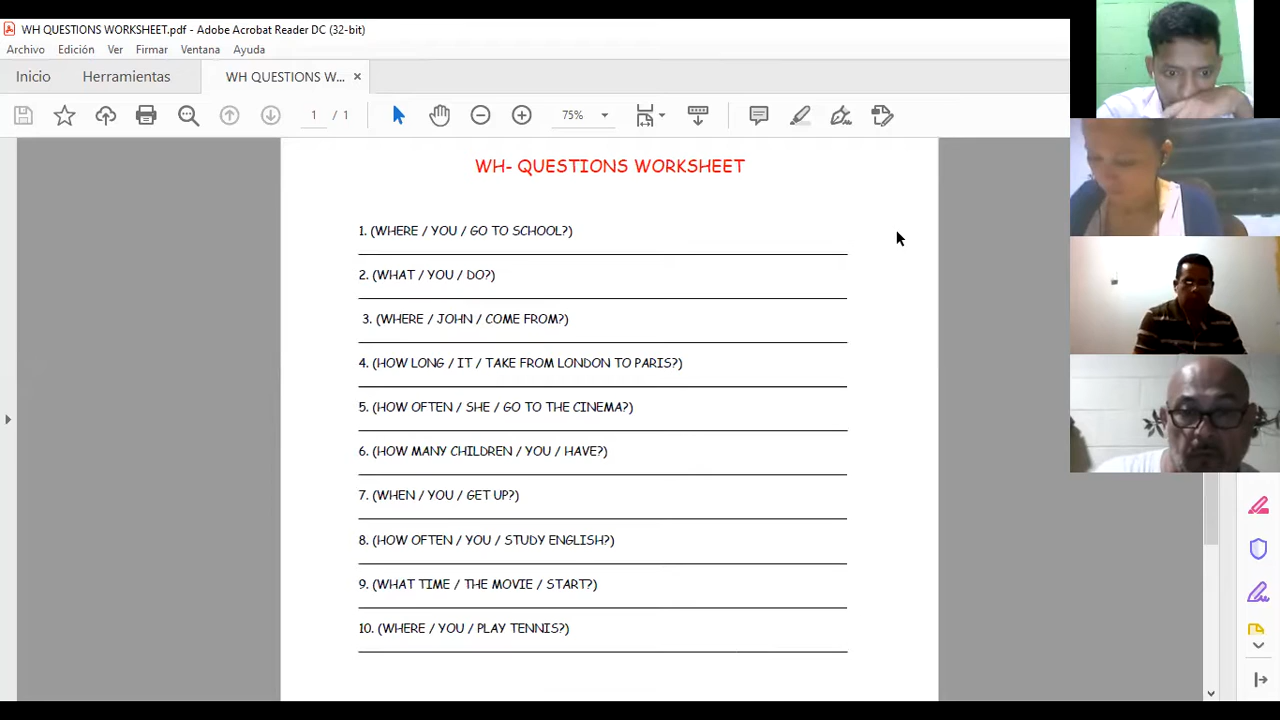 WH QUESTIONS WORKSHEET.pdf - Adobe Acrobat Reader DC (32-bit)
Archivo Edición Ver Firmar Ventana Ayuda
Inicio Herramientas WH QUESTIONS W... ×
1 / 1 75%
WH- QUESTIONS WORKSHEET
1. (WHERE / YOU / GO TO SCHOOL?)
2. (WHAT / YOU / DO?)
3. (WHERE / JOHN / COME FROM?)
4. (HOW LONG / IT / TAKE FROM LONDON TO PARIS?)
5. (HOW OFTEN / SHE / GO TO THE CINEMA?)
6. (HOW MANY CHILDREN / YOU / HAVE?)
7. (WHEN / YOU / GET UP?)
8. (HOW OFTEN / YOU / STUDY ENGLISH?)
9. (WHAT TIME / THE MOVIE / START?)
10. (WHERE / YOU / PLAY TENNIS?)